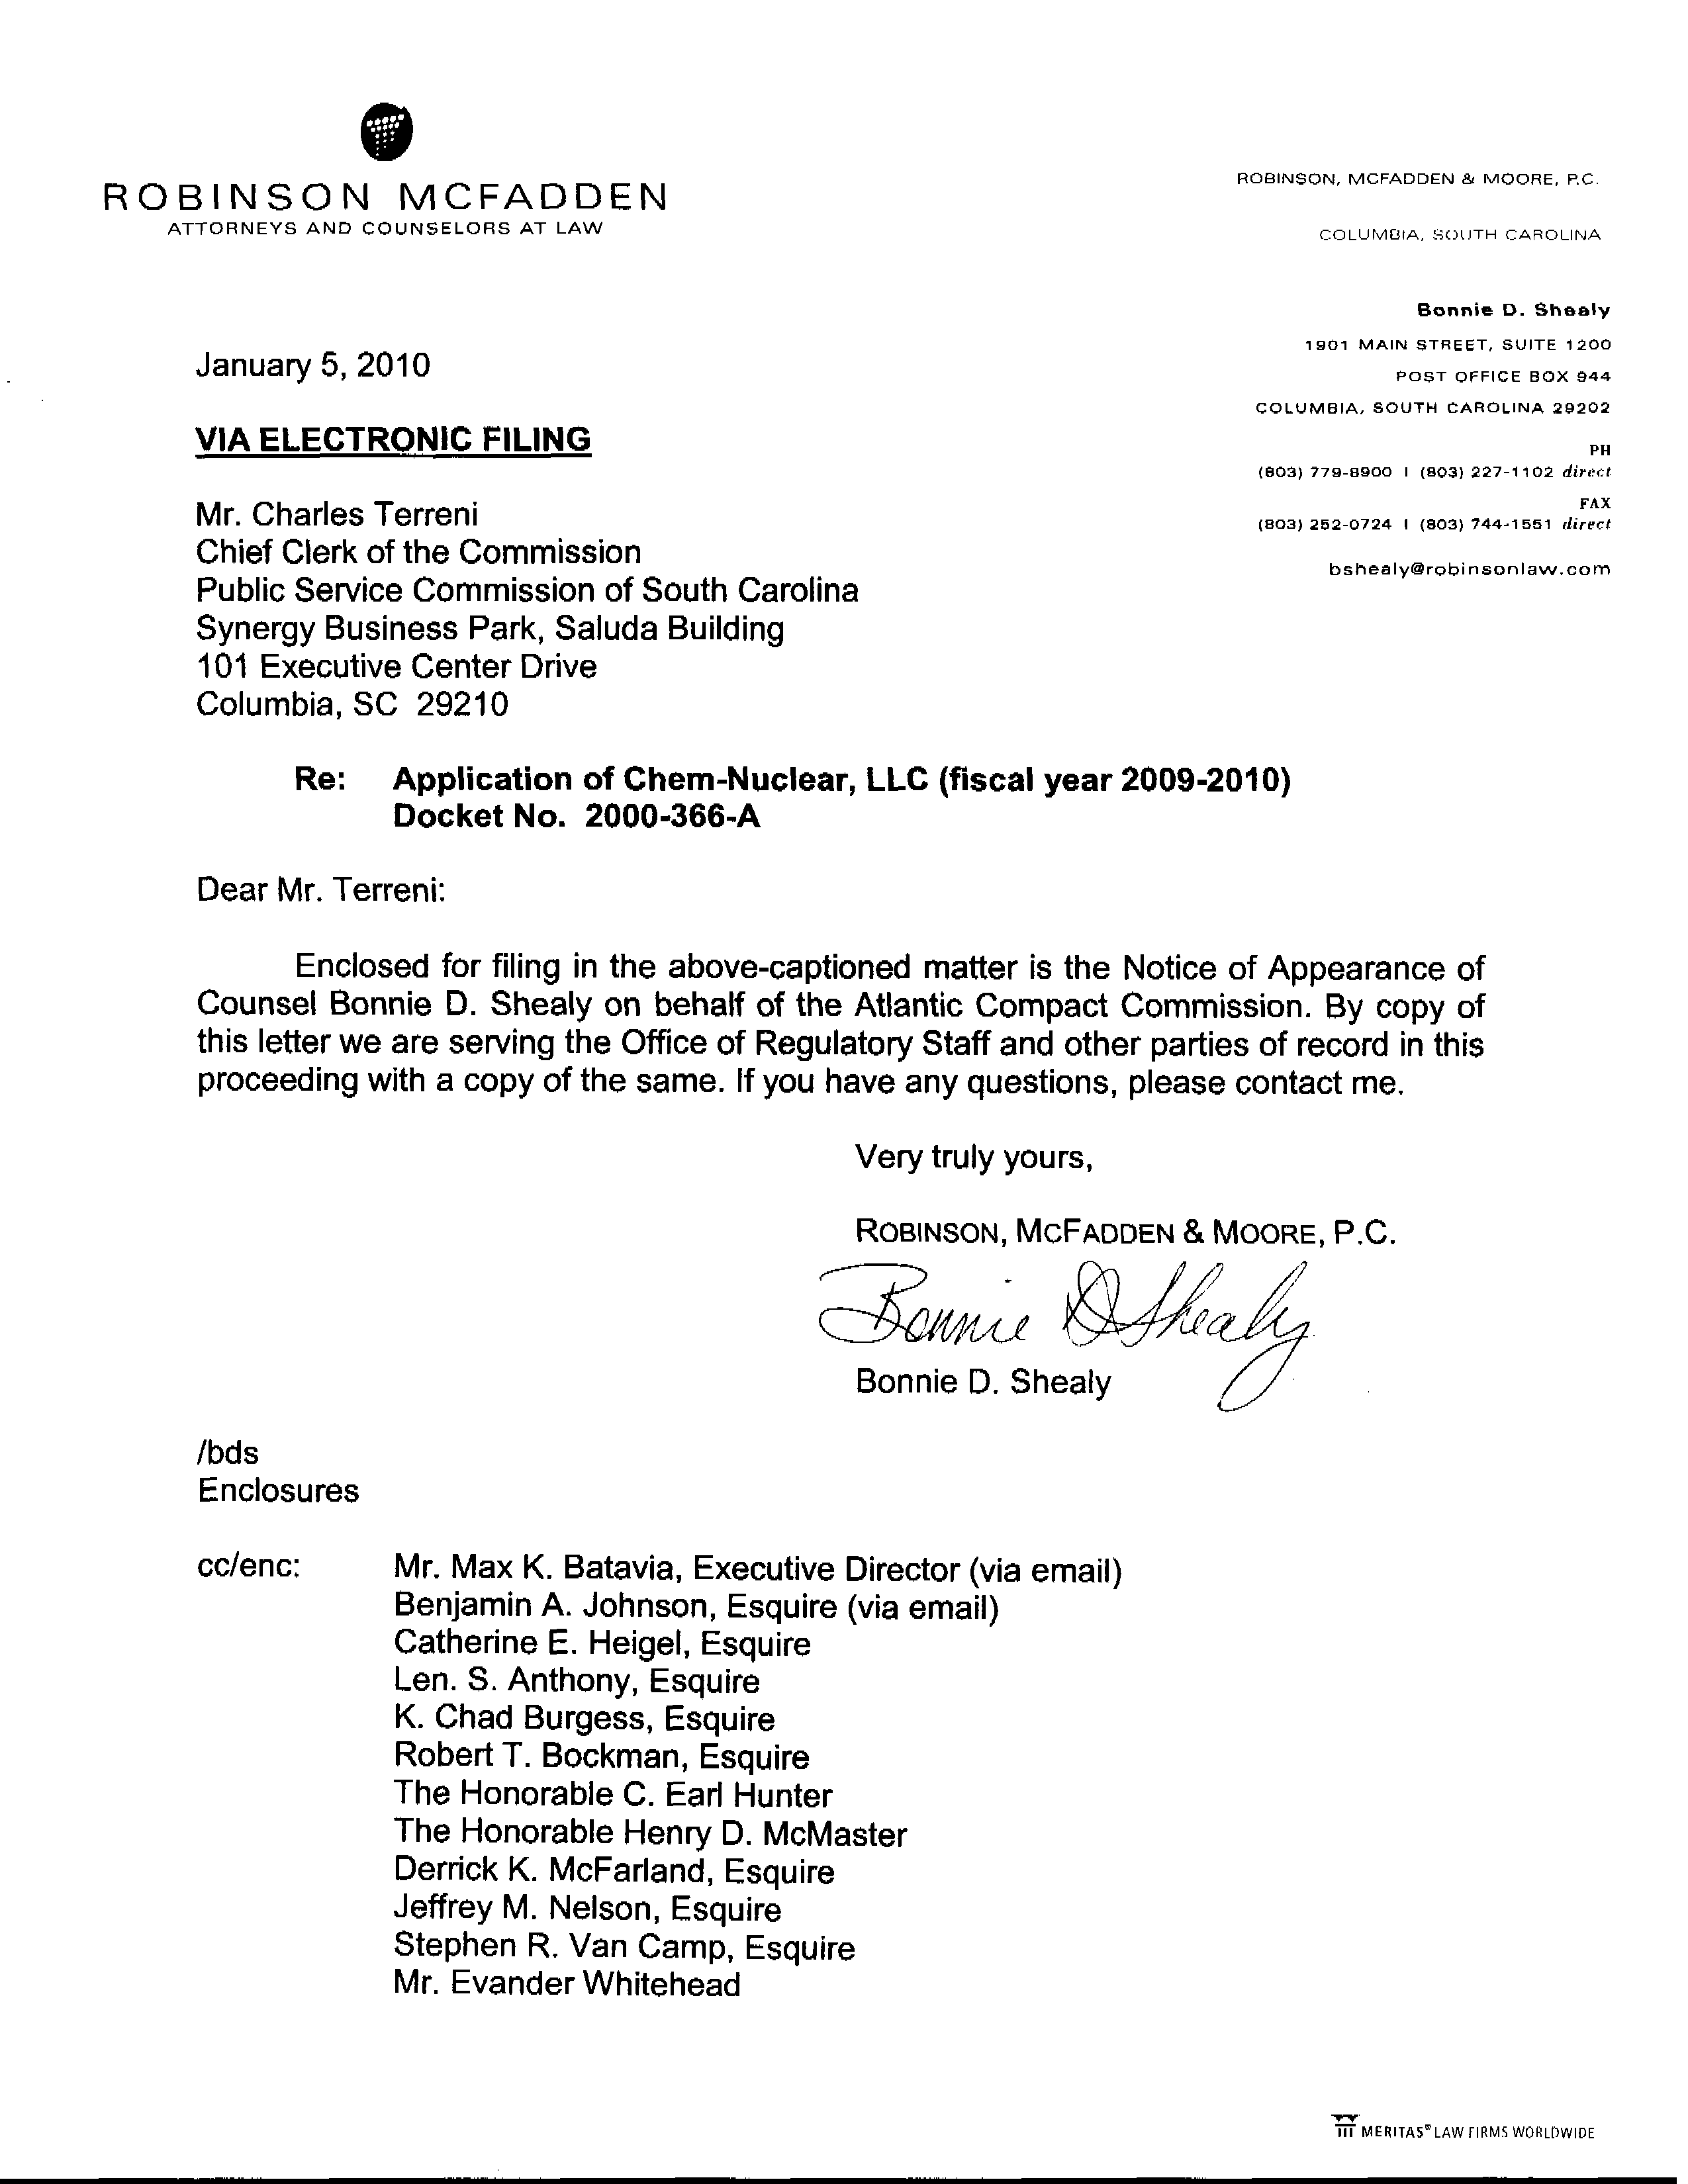 ROBINSON MCFADDEN
ATTORNEYS AND COUNSELORS AT LAW
ROBINSON, MCFADDEN & MOORE, P.C.
COLUMBIA, SOUTH CAROLINA
Bonnie D. Shealy
1901 MAIN STREET, SUITE 1200
POST OFFICE BOX 944
COLUMBIA, SOUTH CAROLINA 29202
PH
(803) 779-8900 | (803) 227-1102 direct
FAX
(803) 252-0724 | (803) 744-1551 direct
bshealy@robinsonlaw.com
January 5, 2010
VIA ELECTRONIC FILING
Mr. Charles Terreni
Chief Clerk of the Commission
Public Service Commission of South Carolina
Synergy Business Park, Saluda Building
101 Executive Center Drive
Columbia, SC 29210
Re: Application of Chem-Nuclear, LLC (fiscal year 2009-2010)
Docket No. 2000-366-A
Dear Mr. Terreni:
Enclosed for filing in the above-captioned matter is the Notice of Appearance of
Counsel Bonnie D. Shealy on behalf of the Atlantic Compact Commission. By copy of
this letter we are serving the Office of Regulatory Staff and other parties of record in this
proceeding with a copy of the same. If you have any questions, please contact me.
Very truly yours,
ROBINSON, MCFADDEN & MOORE, P.C.
Bonnie D Shealy
Bonnie D. Shealy
/bds
Enclosures
cc/enc: Mr. Max K. Batavia, Executive Director (via email)
Benjamin A. Johnson, Esquire (via email)
Catherine E. Heigel, Esquire
Len. S. Anthony, Esquire
K. Chad Burgess, Esquire
Robert T. Bockman, Esquire
The Honorable C. Earl Hunter
The Honorable Henry D. McMaster
Derrick K. McFarland, Esquire
Jeffrey M. Nelson, Esquire
Stephen R. Van Camp, Esquire
Mr. Evander Whitehead
MERITAS® LAW FIRMS WORLDWIDE